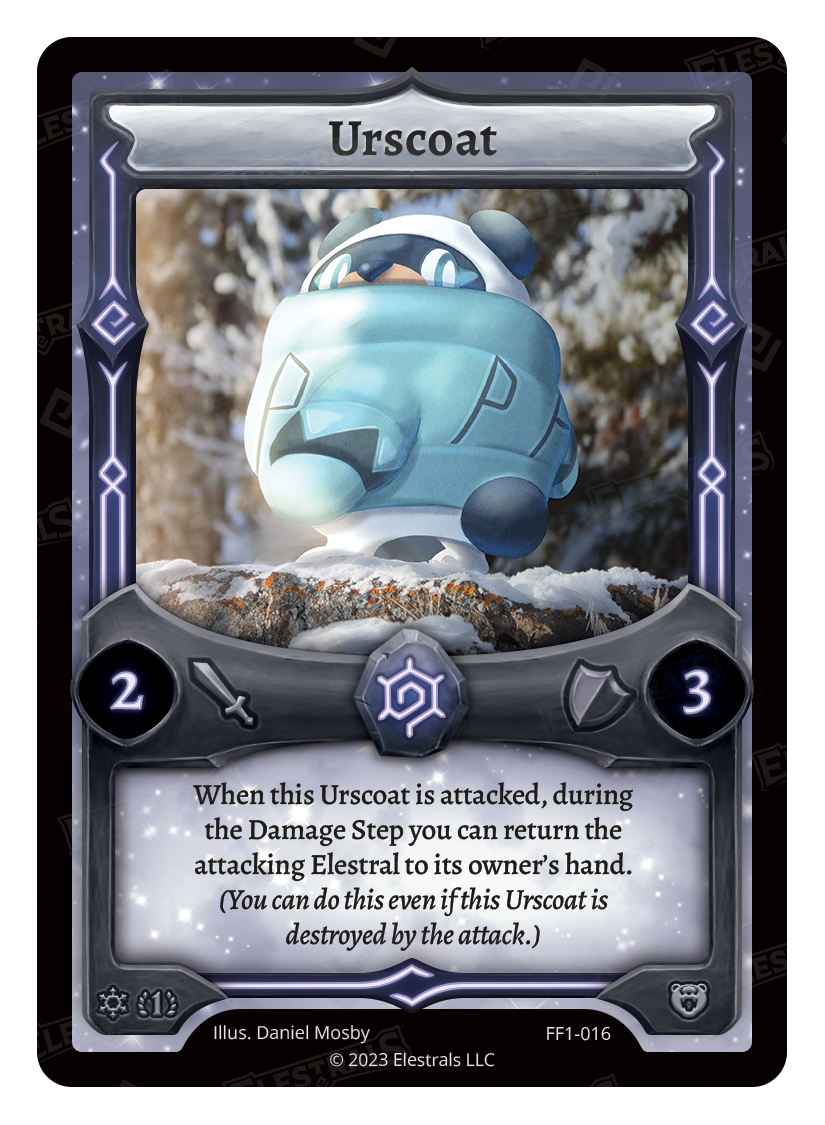 Urscoat
2
3
When this Urscoat is attacked, during
the Damage Step you can return the
attacking Elestral to its owner's hand.
(You can do this even if this Urscoat is
destroyed by the attack.)
1
Illus. Daniel Mosby
FF1-016
© 2023 Elestrals LLC